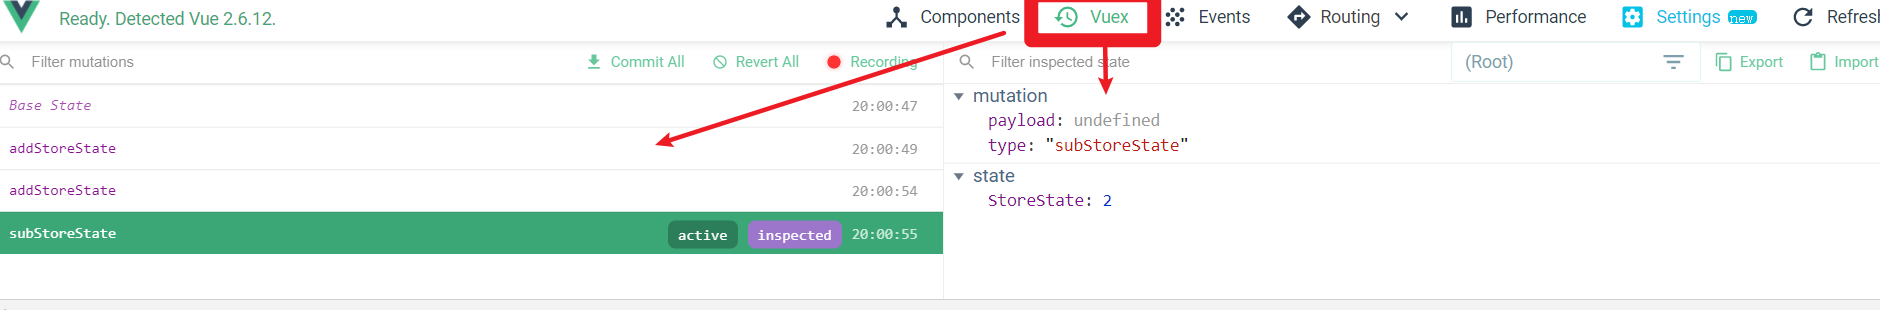 Ready. Detected Vue 2.6.12.
Components
Vuex
Events
Routing
Performance
Settings new
Refresh
Filter mutations
Commit All
Revert All
Recording
Filter inspected state
(Root)
Export
Import
Base State 20:00:47
addStoreState 20:00:49
addStoreState 20:00:54
subStoreState active inspected 20:00:55
mutation
payload: undefined
type: "subStoreState"
state
StoreState: 2